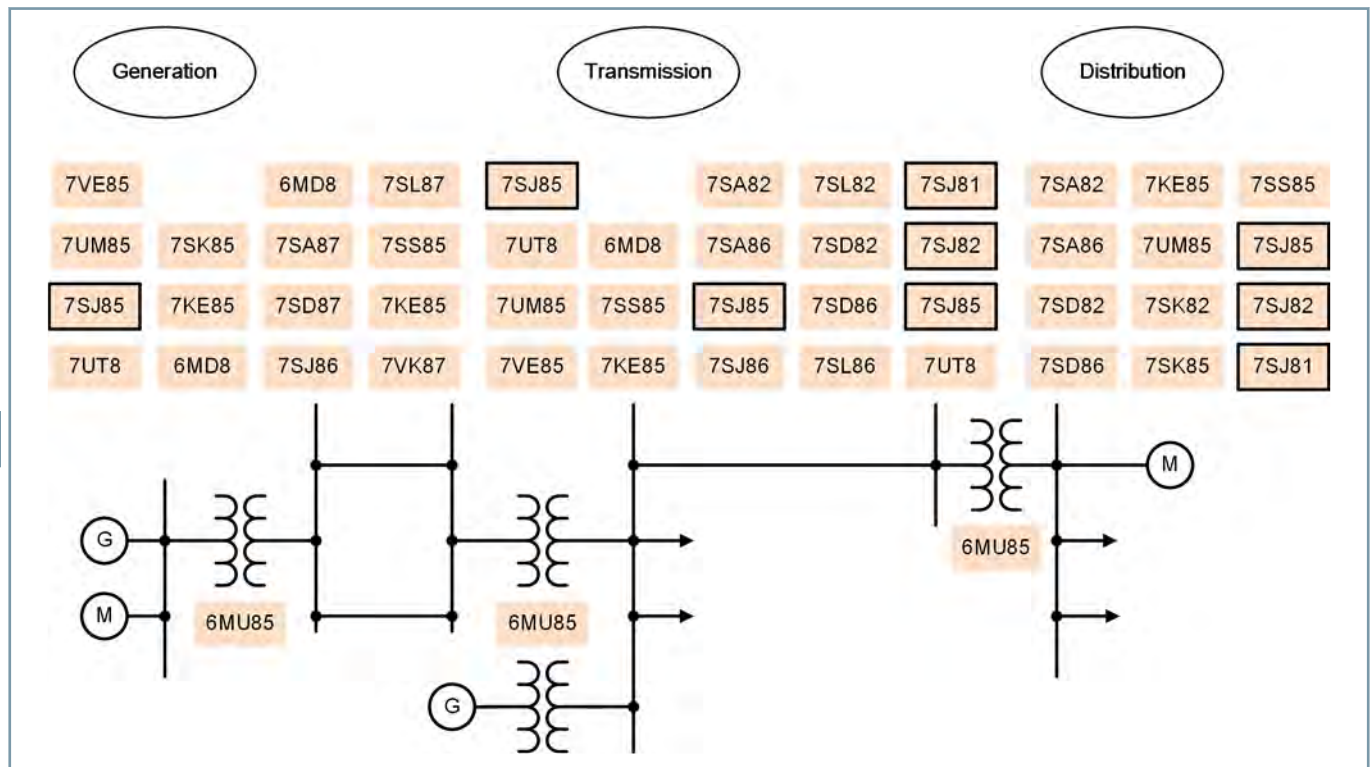 Generation Transmission Distribution
7VE85 6MD8 7SL87 7SJ85 7SA82 7SL82 7SJ81 7SA82 7KE85 7SS85
7UM85 7SK85 7SA87 7SS85 7UT8 6MD8 7SA86 7SD82 7SJ82 7SA86 7UM85 7SJ85
7SJ85 7KE85 7SD87 7KE85 7UM85 7SS85 7SJ85 7SD86 7SJ85 7SD82 7SK82 7SJ82
7UT8 6MD8 7SJ86 7VK87 7VE85 7KE85 7SJ86 7SL86 7UT8 7SD86 7SK85 7SJ81
M
G 6MU85
M 6MU85 6MU85
G